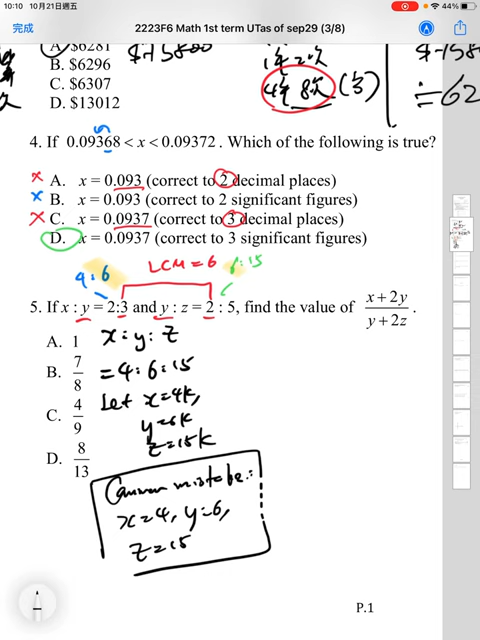 10:10 10月21日週五
44%
完成
2223F6 Math 1st term UTas of sep29 (3/8)
A. $6281
B. $6296
C. $6307
D. $13012
4年 8次
4. If 0.09368 < x < 0.09372 . Which of the following is true?
× A. x = 0.093 (correct to 2 decimal places)
× B. x = 0.093 (correct to 2 significant figures)
× C. x = 0.0937 (correct to 3 decimal places)
D. x = 0.0937 (correct to 3 significant figures)
4:6 LCM = 6 6:15
5. If x : y = 2:3 and y : z = 2 : 5, find the value of x + 2y / y + 2z .
A. 1
B. 7/8
C. 4/9
D. 8/13
x : y : z
= 4 : 6 : 15
Let x = 4k,
y = 6k
z = 15k
Common mistake :
x = 4, y = 6,
z = 15
P.1